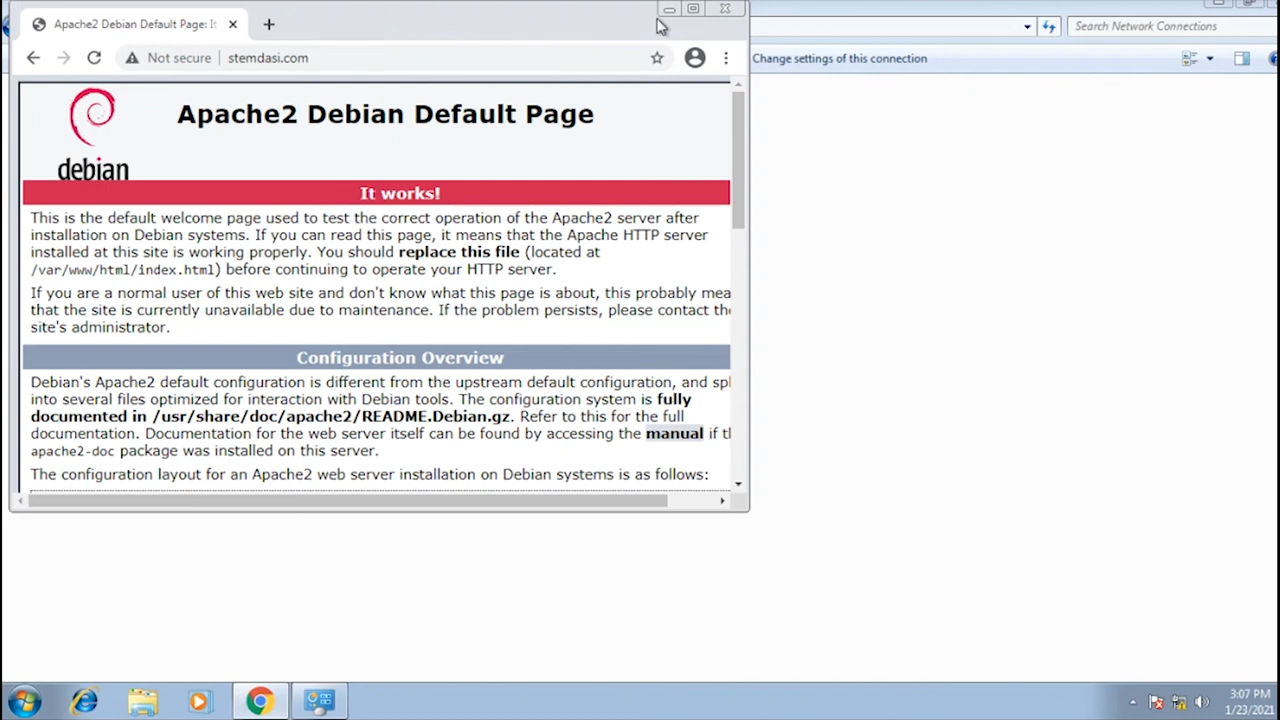 Apache2 Debian Default Page: I
Search Network Connections
Not secure
stemdasi.com
Change settings of this connection
debian
Apache2 Debian Default Page
It works!
This is the default welcome page used to test the correct operation of the Apache2 server after
installation on Debian systems. If you can read this page, it means that the Apache HTTP server
installed at this site is working properly. You should replace this file (located at
/var/www/html/index.html) before continuing to operate your HTTP server.
If you are a normal user of this web site and don't know what this page is about, this probably mea
that the site is currently unavailable due to maintenance. If the problem persists, please contact the
site's administrator.
Configuration Overview
Debian's Apache2 default configuration is different from the upstream default configuration, and spl
into several files optimized for interaction with Debian tools. The configuration system is fully
documented in /usr/share/doc/apache2/README.Debian.gz. Refer to this for the full
documentation. Documentation for the web server itself can be found by accessing the manual if th
apache2-doc package was installed on this server.
The configuration layout for an Apache2 web server installation on Debian systems is as follows:
3:07 PM
1/23/2021